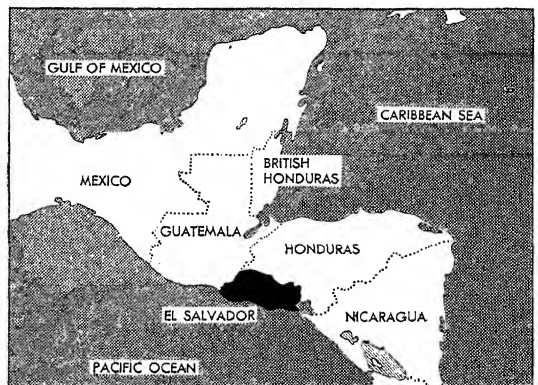 GULF OF MEXICO
CARIBBEAN SEA
BRITISH
HONDURAS
MEXICO
GUATEMALA
HONDURAS
EL SALVADOR
NICARAGUA
PACIFIC OCEAN